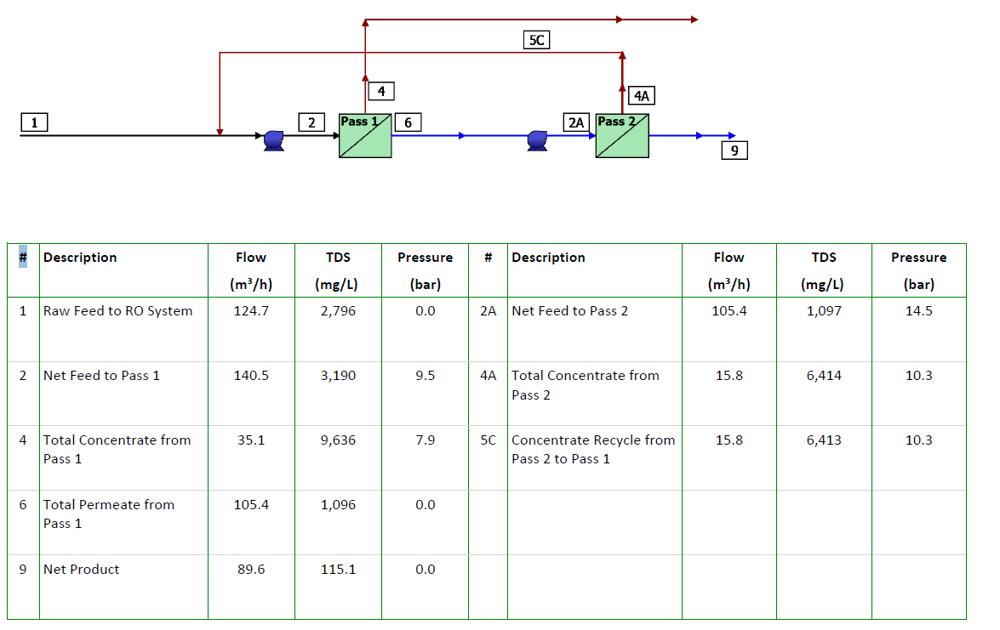 5C
4
4A
1
2
Pass 1
6
2A
Pass 2
9
# Description Flow TDS Pressure # Description Flow TDS Pressure
(m³/h) (mg/L) (bar) (m³/h) (mg/L) (bar)
1 Raw Feed to RO System 124.7 2,796 0.0 2A Net Feed to Pass 2 105.4 1,097 14.5
2 Net Feed to Pass 1 140.5 3,190 9.5 4A Total Concentrate from 15.8 6,414 10.3
Pass 2
4 Total Concentrate from 35.1 9,636 7.9 5C Concentrate Recycle from 15.8 6,413 10.3
Pass 1 Pass 2 to Pass 1
6 Total Permeate from 105.4 1,096 0.0
Pass 1
9 Net Product 89.6 115.1 0.0